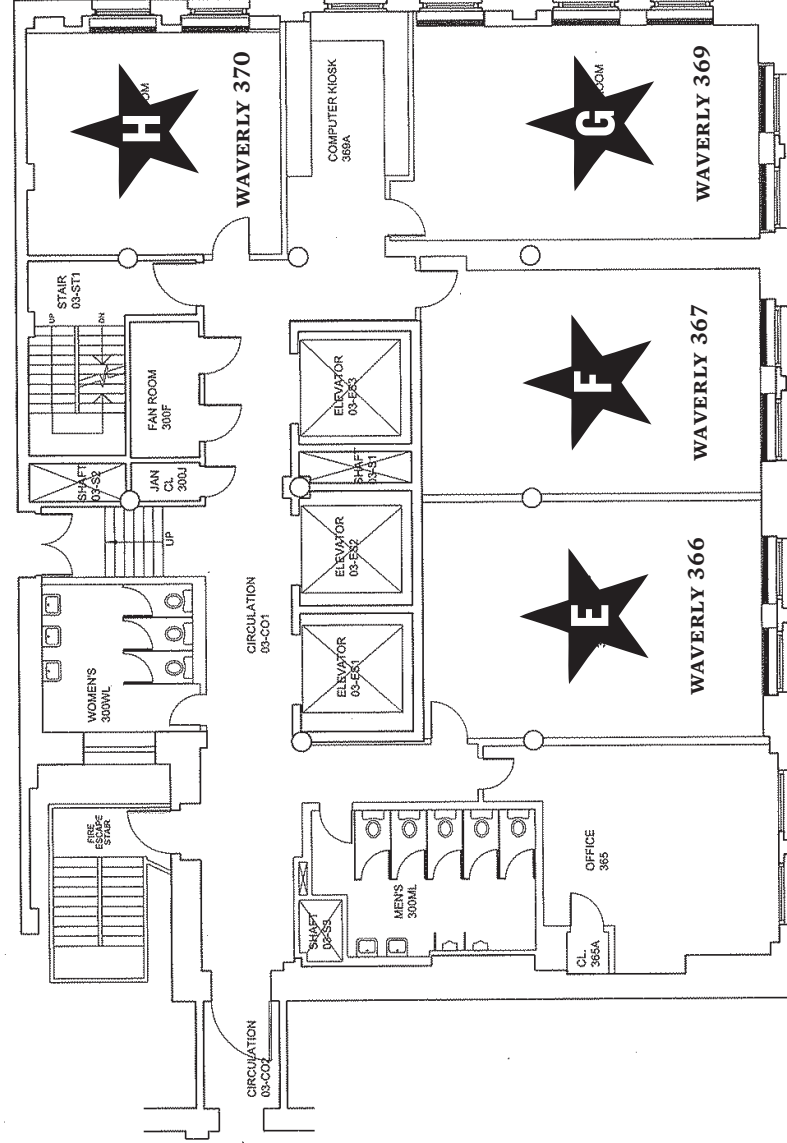 FIRE
ESCAPE
STAIR
WOMEN'S
300WL
UP
SHAFT
03-S2
JAN
CL
300J
FAN ROOM
300F
STAIR
03-ST1
UP
DN
H
WAVERLY 370
CIRCULATION
03-CO2
CIRCULATION
03-CO1
SHAFT
03-S3
MEN'S
300ML
ELEVATOR
03-ES1
ELEVATOR
03-ES2
SHAFT
03-S1
ELEVATOR
03-ES3
COMPUTER KIOSK
369A
CL.
365A
OFFICE
365
E
WAVERLY 366
F
WAVERLY 367
G
WAVERLY 369